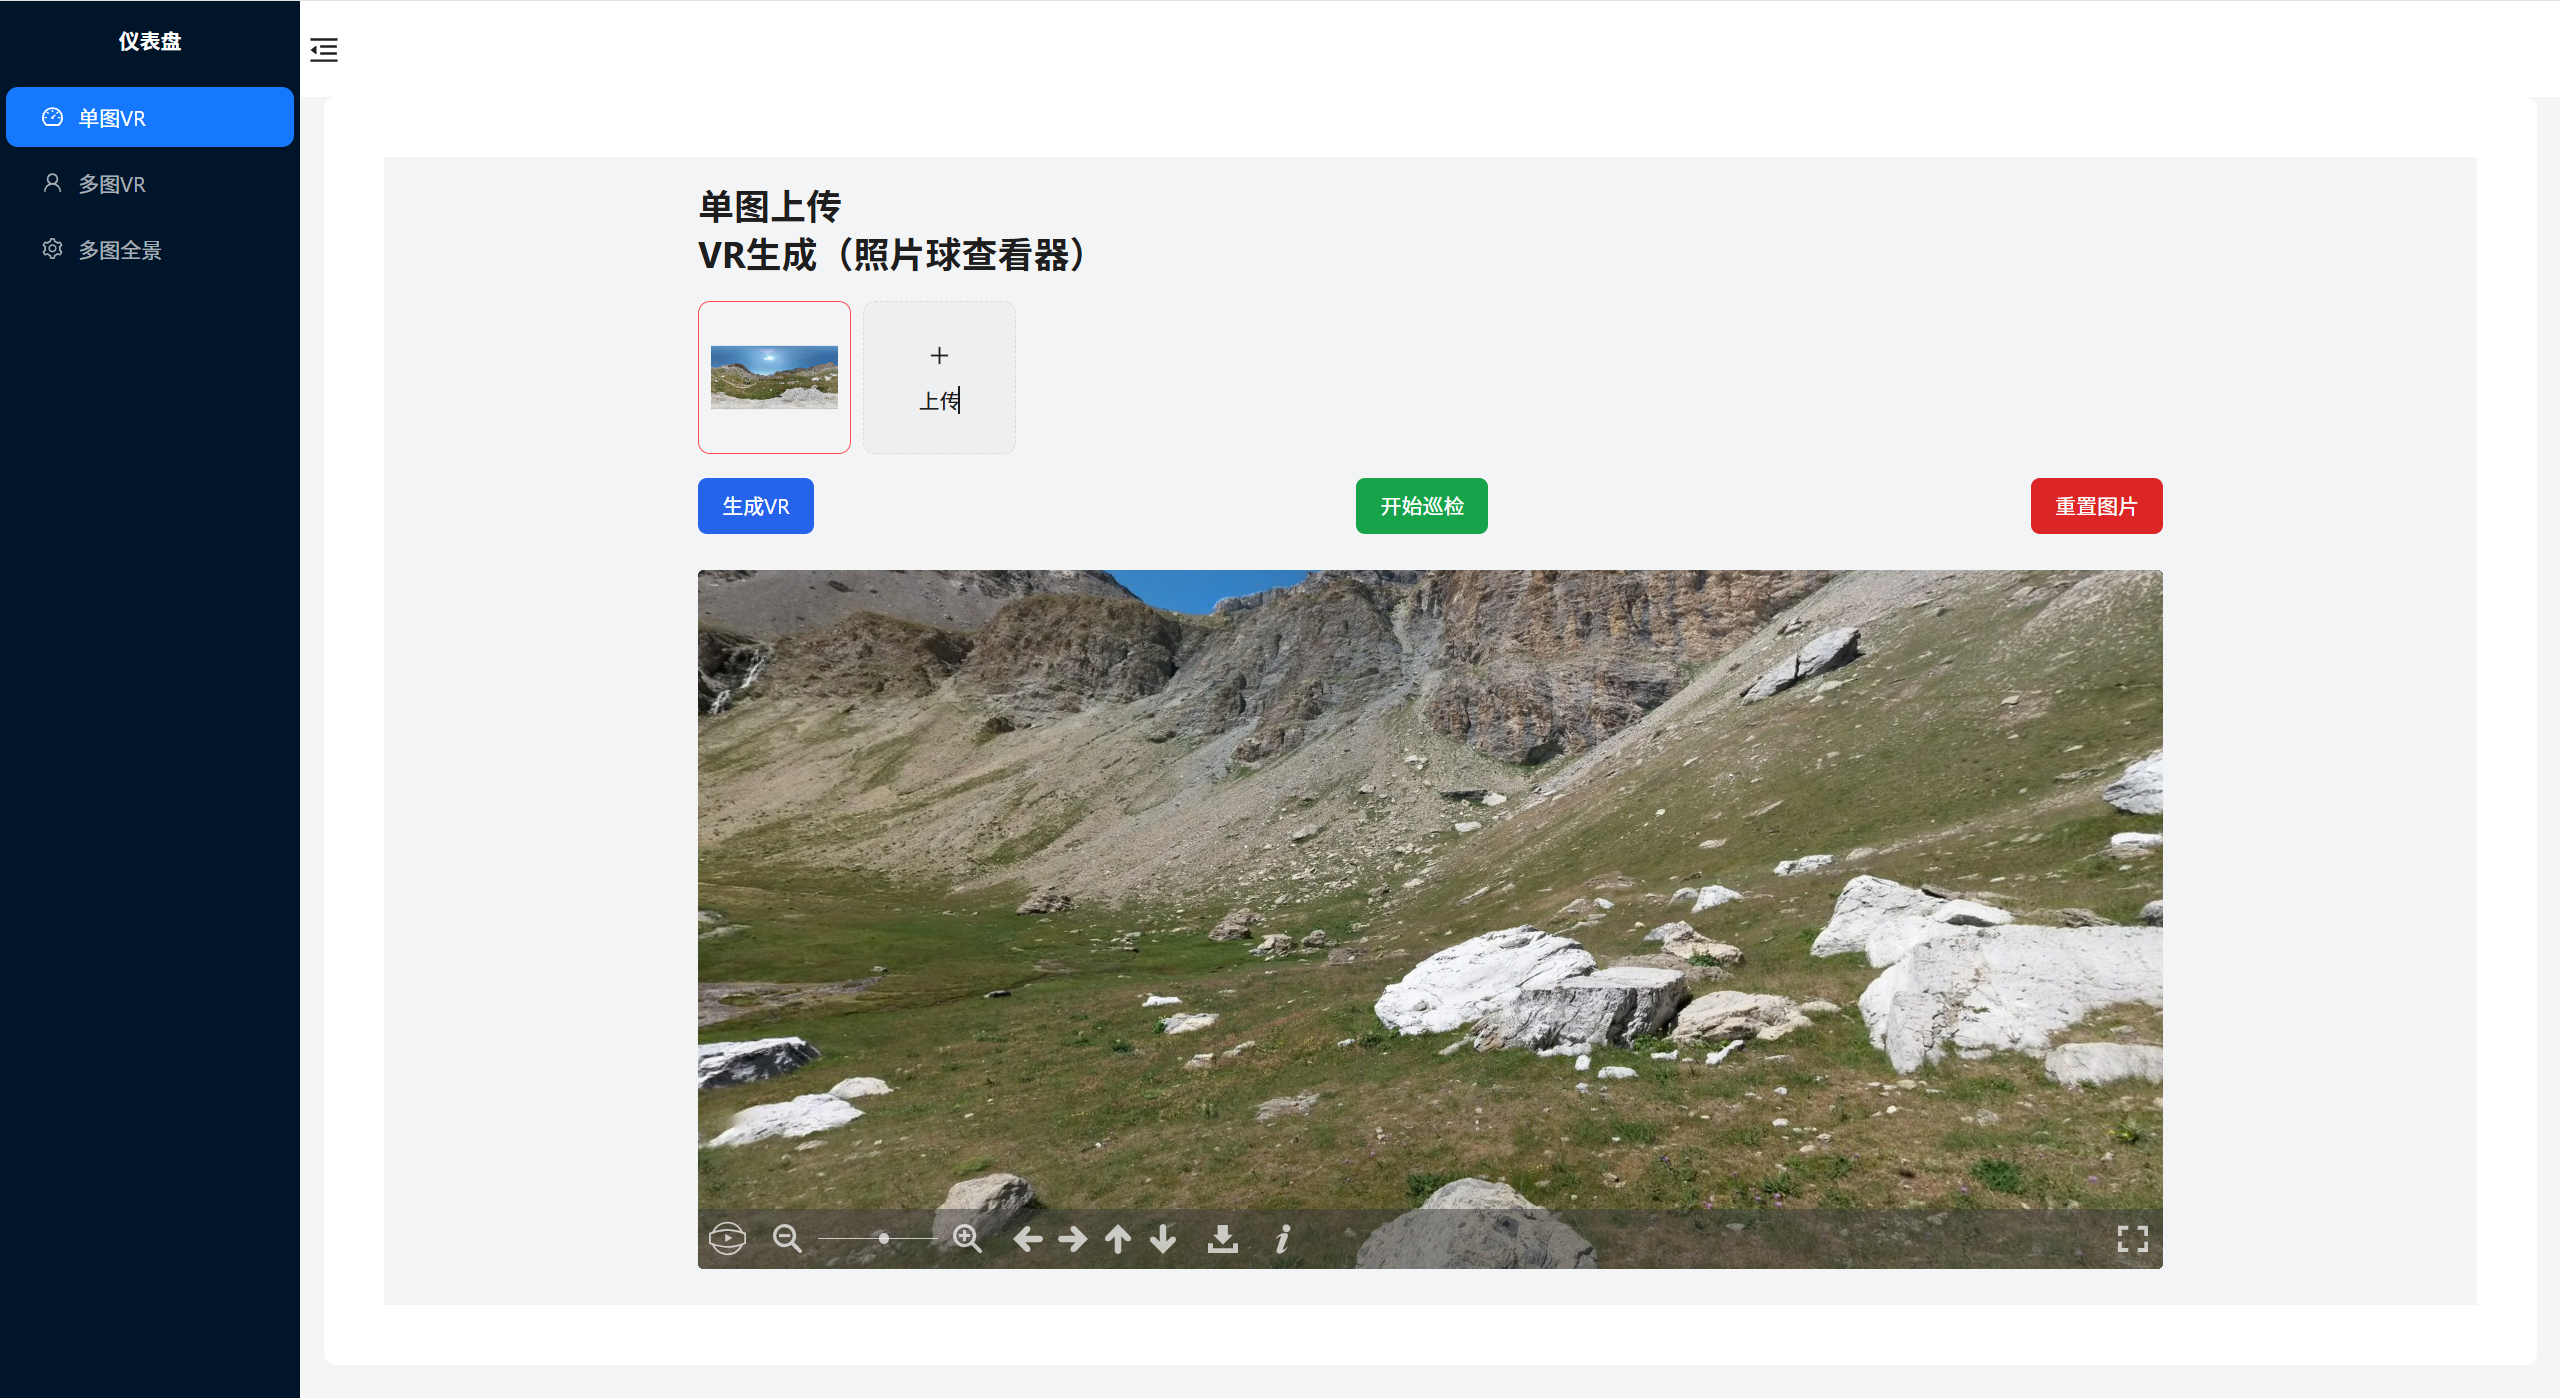 仪表盘
单图VR
多图VR
多图全景
单图上传
VR生成（照片球查看器）
上传
生成VR
开始巡检
重置图片